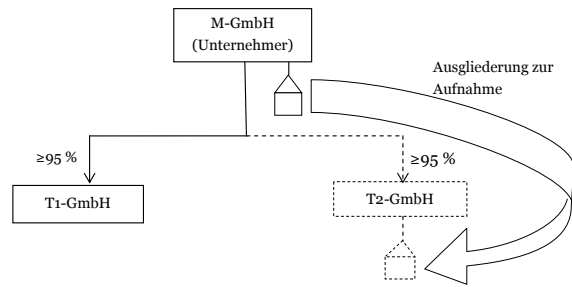 M-GmbH
(Unternehmer)
Ausgliederung zur
Aufnahme
≥95 %
≥95 %
T1-GmbH
T2-GmbH